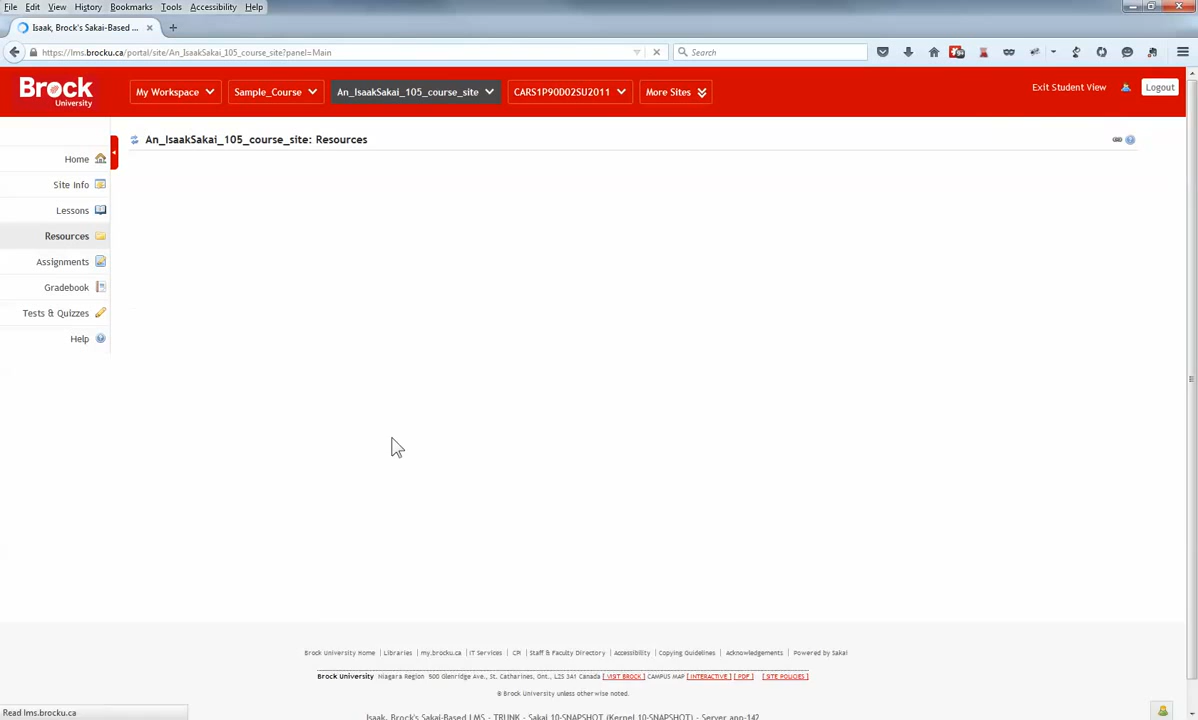 File Edit View History Bookmarks Tools Accessibility Help
Isaak, Brock's Sakai-Based ...
https://lms.brocku.ca/portal/site/An_IsaakSakai_105_course_site?panel=Main
Search
Brock University
My Workspace
Sample_Course
An_IsaakSakai_105_course_site
CARS1P90D02SU2011
More Sites
Exit Student View
Logout
An_IsaakSakai_105_course_site: Resources
Home
Site Info
Lessons
Resources
Assignments
Gradebook
Tests & Quizzes
Help
Brock University Home | Libraries | my.brocku.ca | IT Services | CPI | Staff & Faculty Directory | Accessibility | Copying Guidelines | Acknowledgements | Powered by Sakai
Brock University Niagara Region 500 Glenridge Ave., St. Catharines, Ont., L2S 3A1 Canada [ VISIT BROCK ] CAMPUS MAP [ INTERACTIVE ] [ PDF ] [ SITE POLICIES ]
© Brock University unless otherwise noted.
Isaak, Brock's Sakai-Based LMS - TRUNK - Sakai 10-SNAPSHOT (Kernel 10-SNAPSHOT) - Server app-142
Read lms.brocku.ca